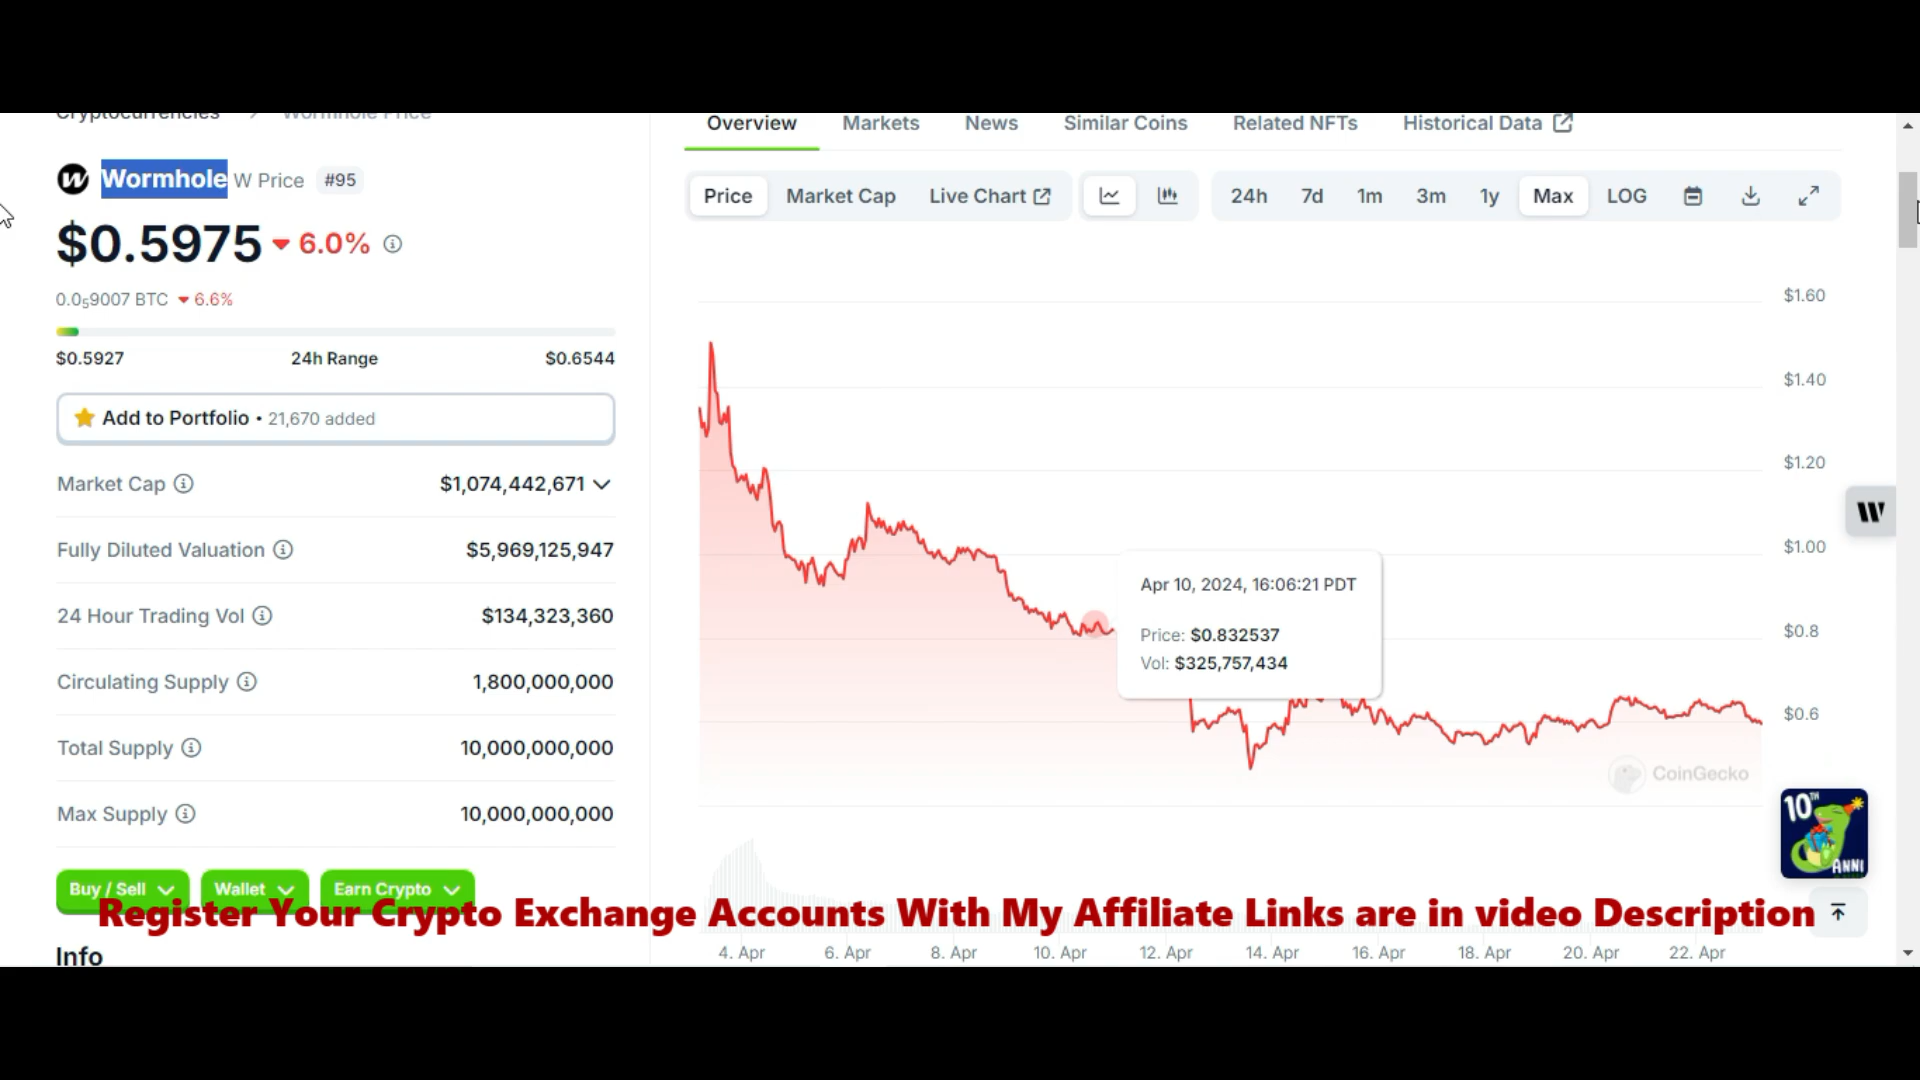 Cryptocurrencies > Wormhole Price
Wormhole W Price #95
$0.5975 6.0%
0.0₅9007 BTC 6.6%
$0.5927 24h Range $0.6544
Add to Portfolio • 21,670 added
Market Cap $1,074,442,671
Fully Diluted Valuation $5,969,125,947
24 Hour Trading Vol $134,323,360
Circulating Supply 1,800,000,000
Total Supply 10,000,000,000
Max Supply 10,000,000,000
Buy / Sell Wallet Earn Crypto
Info
Overview Markets News Similar Coins Related NFTs Historical Data
Price Market Cap Live Chart 24h 7d 1m 3m 1y Max LOG
$1.60
$1.40
$1.20
$1.00
$0.8
$0.6
Apr 10, 2024, 16:06:21 PDT
Price: $0.832537
Vol: $325,757,434
CoinGecko
10TH
ANNI
4. Apr 6. Apr 8. Apr 10. Apr 12. Apr 14. Apr 16. Apr 18. Apr 20. Apr 22. Apr
Register Your Crypto Exchange Accounts With My Affiliate Links are in video Description